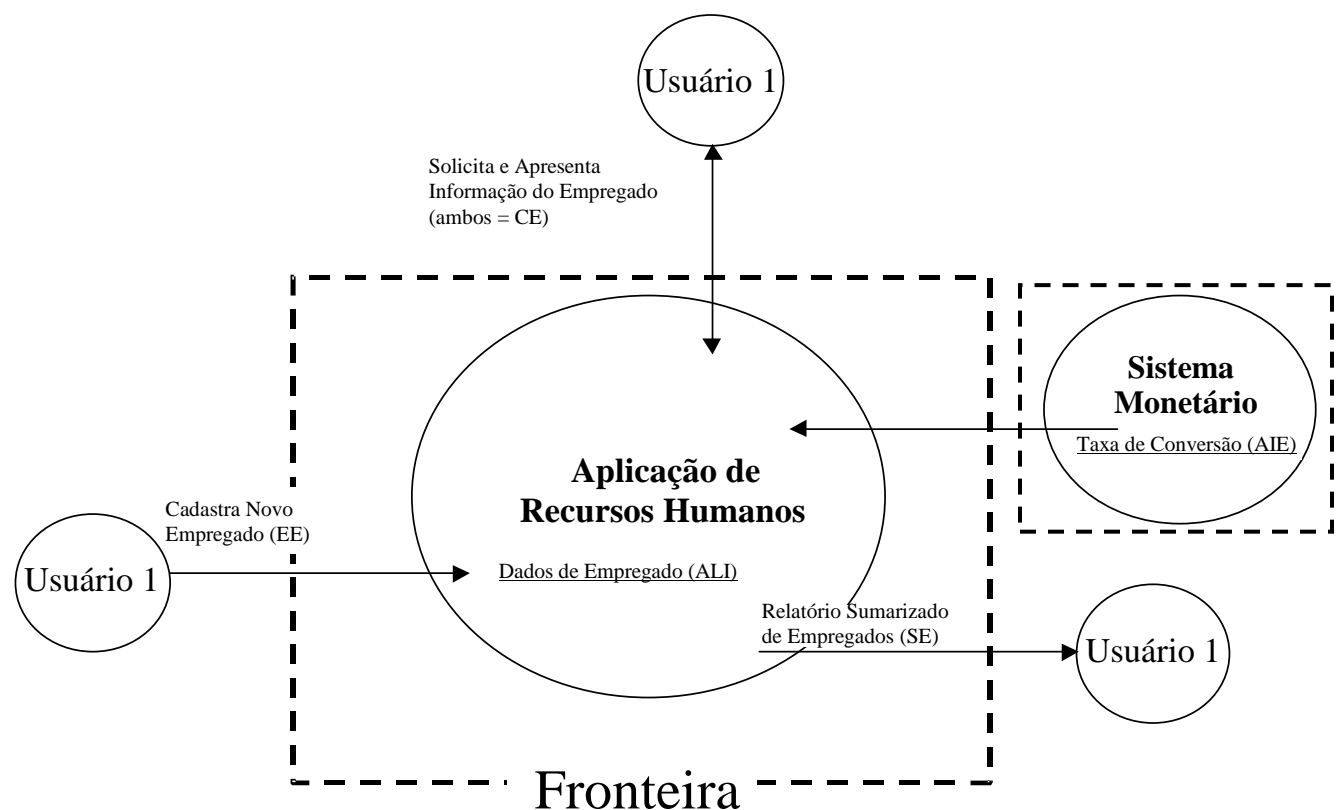 Usuário 1
Solicita e Apresenta
Informação do Empregado
(ambos = CE)
Sistema
Monetário
Taxa de Conversão (AIE)
Aplicação de
Recursos Humanos
Cadastra Novo
Empregado (EE)
Usuário 1
Dados de Empregado (ALI)
Relatório Sumarizado
de Empregados (SE)
Usuário 1
Fronteira